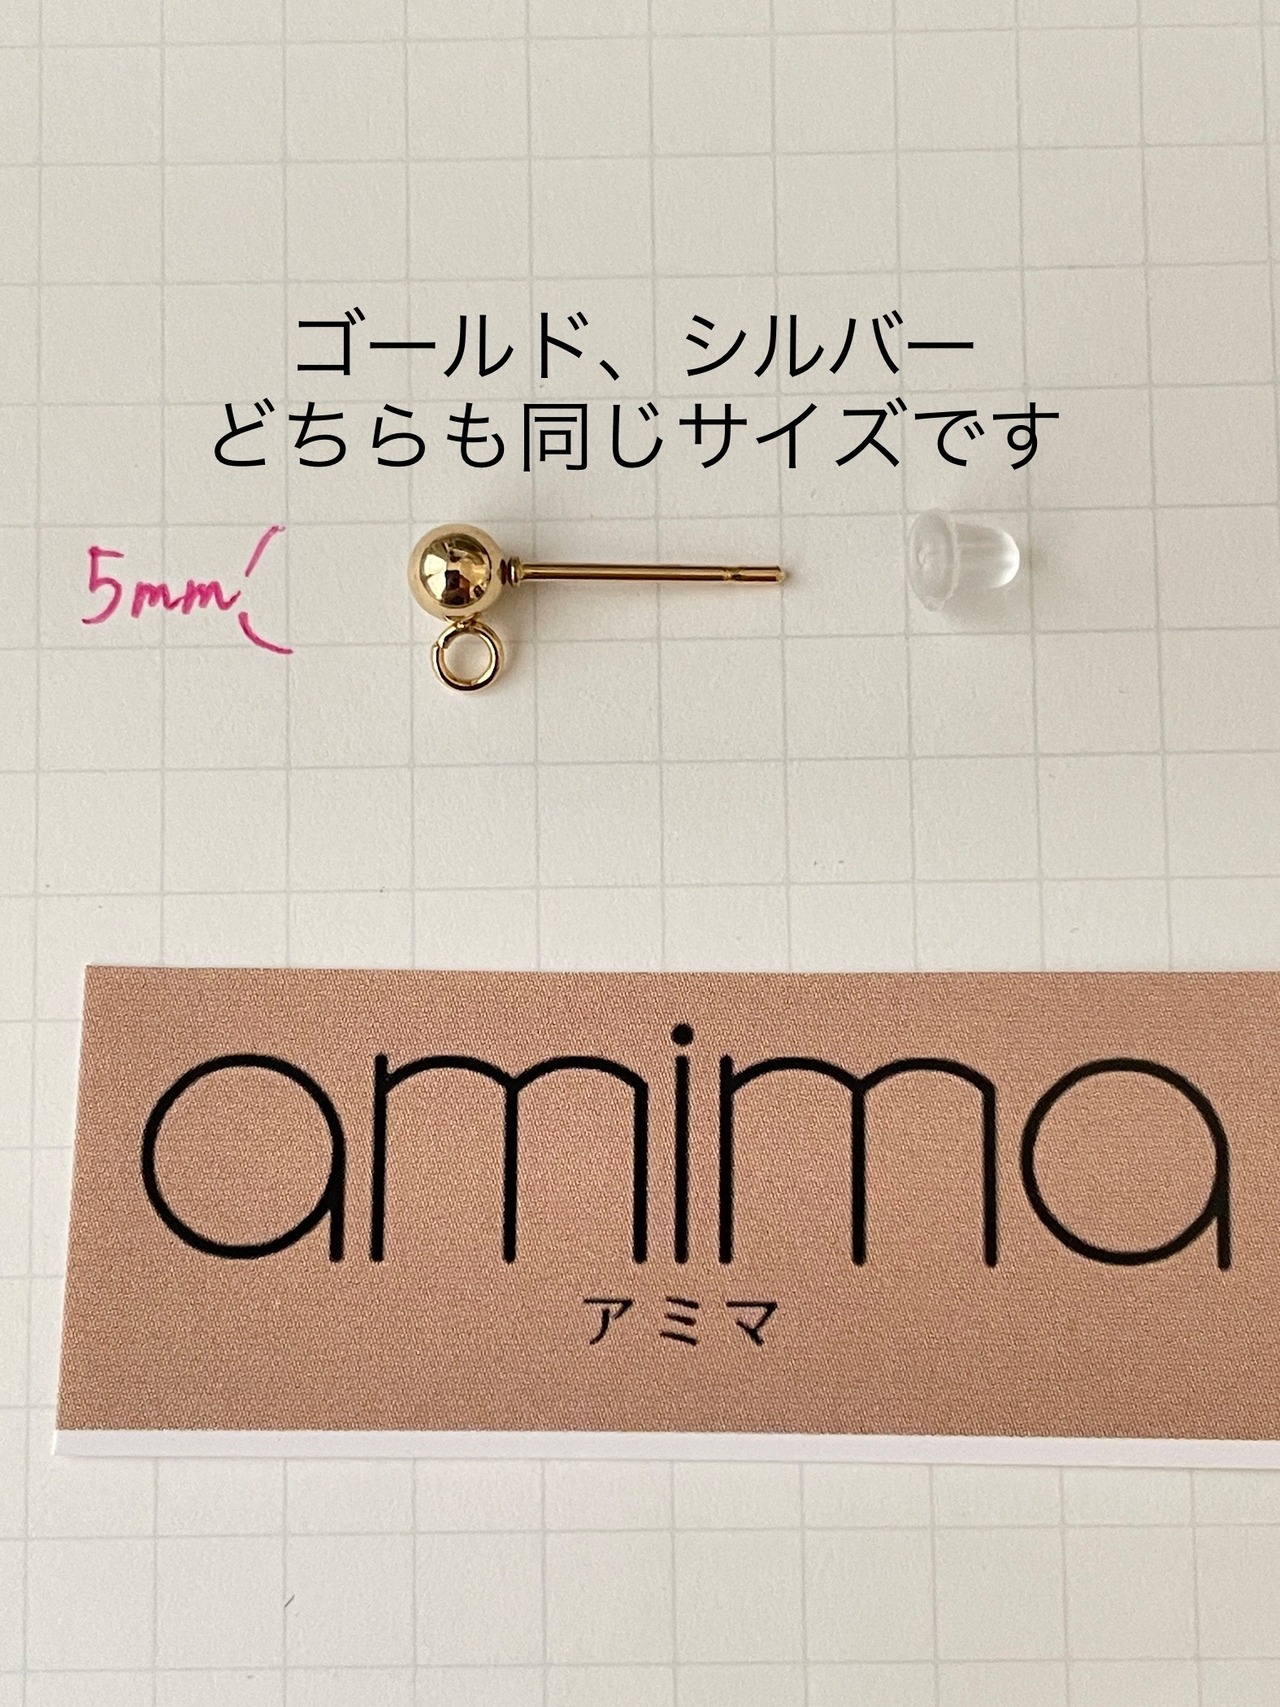 ゴールド、シルバー
どちらも同じサイズです
5mm
amima
アミマ